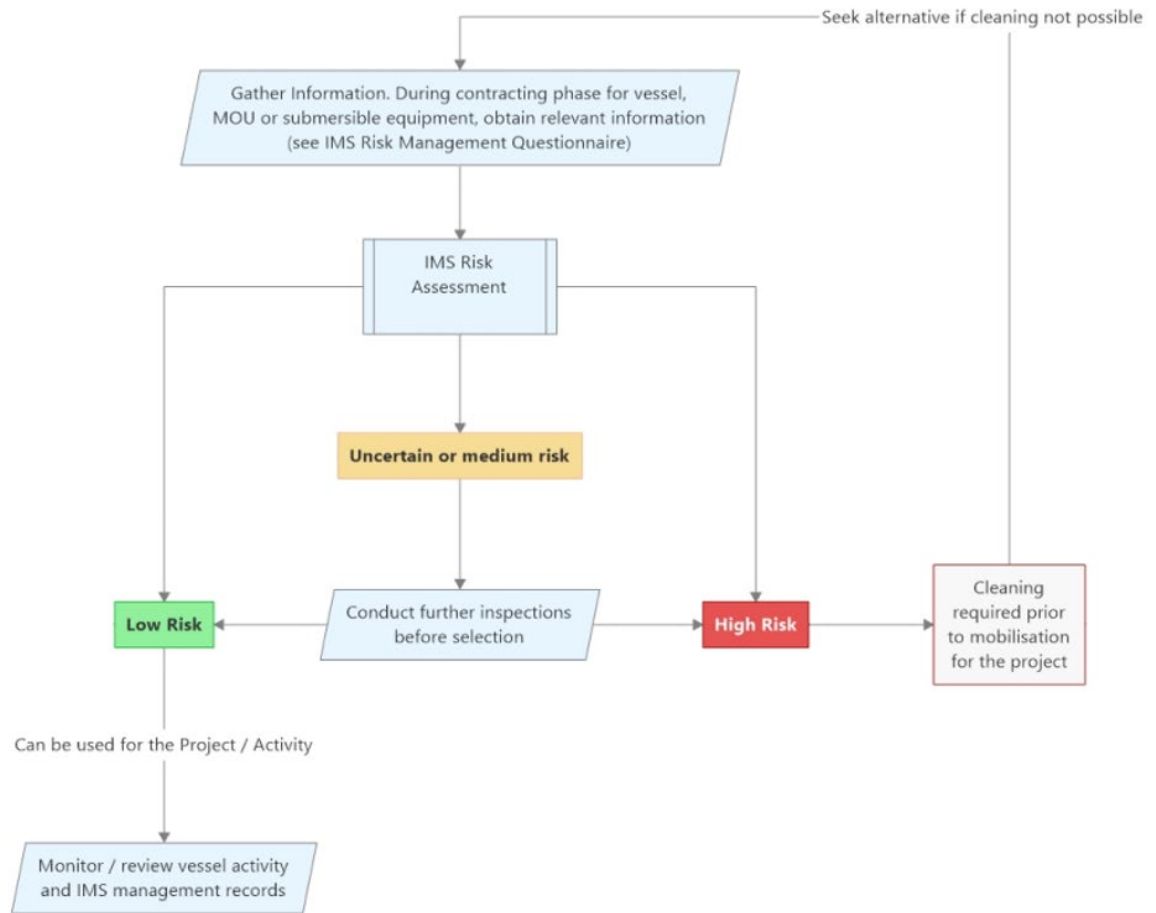 Seek alternative if cleaning not possible
Gather Information. During contracting phase for vessel,
MOU or submersible equipment, obtain relevant information
(see IMS Risk Management Questionnaire)
IMS Risk
Assessment
Uncertain or medium risk
Low Risk
Conduct further inspections
before selection
High Risk
Cleaning
required prior
to mobilisation
for the project
Can be used for the Project / Activity
Monitor / review vessel activity
and IMS management records